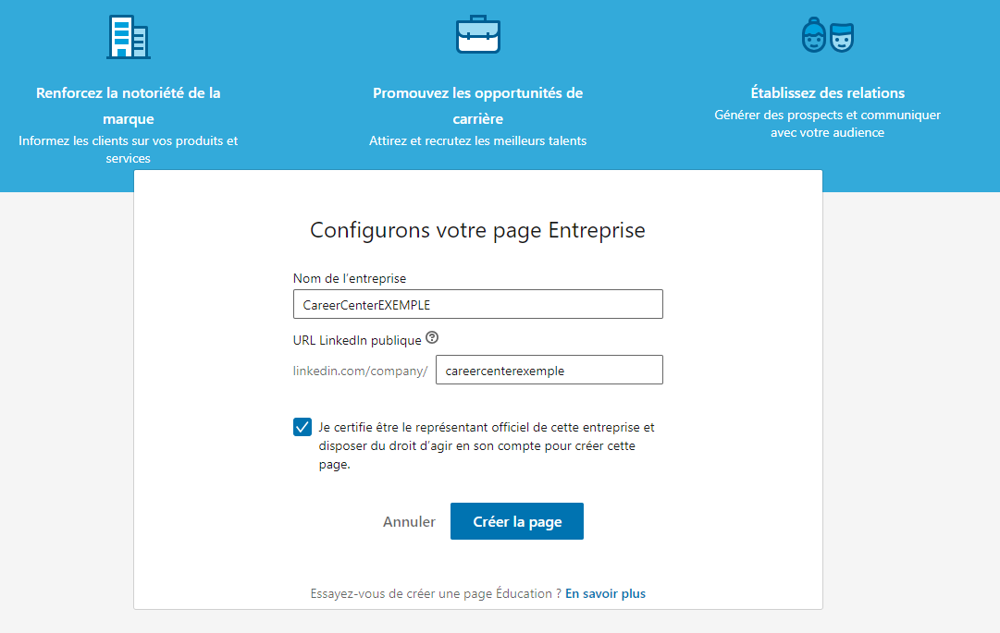 Renforcez la notoriété de la
marque
Informez les clients sur vos produits et
services
Promouvez les opportunités de
carrière
Attirez et recrutez les meilleurs talents
Établissez des relations
Générer des prospects et communiquer
avec votre audience
Configurons votre page Entreprise
Nom de l'entreprise
CareerCenterEXEMPLE
URL LinkedIn publique ?
linkedin.com/company/ careercenterexemple
Je certifie être le représentant officiel de cette entreprise et
disposer du droit d'agir en son compte pour créer cette
page.
Annuler Créer la page
Essayez-vous de créer une page Éducation ? En savoir plus